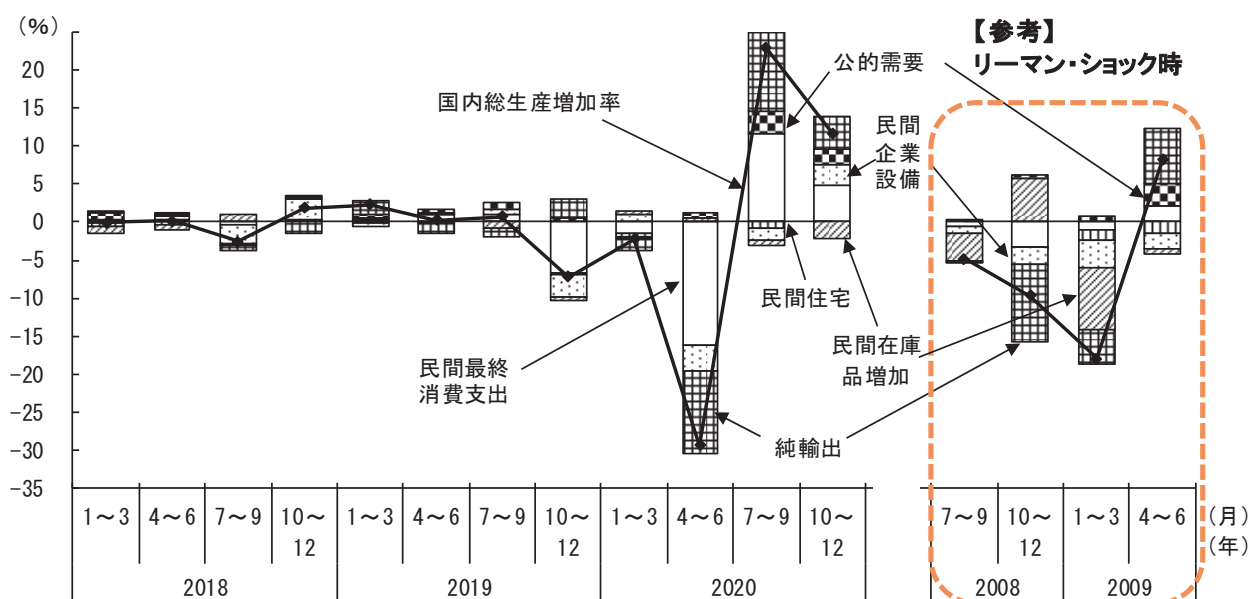 (%)
20
15
10
5
0
-5
-10
-15
-20
-25
-30
-35
国内総生産増加率
公的需要
民間
企業
設備
民間住宅
民間在庫
品増加
民間最終
消費支出
純輸出
【参考】
リーマン・ショック時
1～3 4～6 7～9 10～12 1～3 4～6 7～9 10～12 1～3 4～6 7～9 10～12 7～9 10～12 1～3 4～6 (月)
2018 2019 2020 2008 2009 (年)